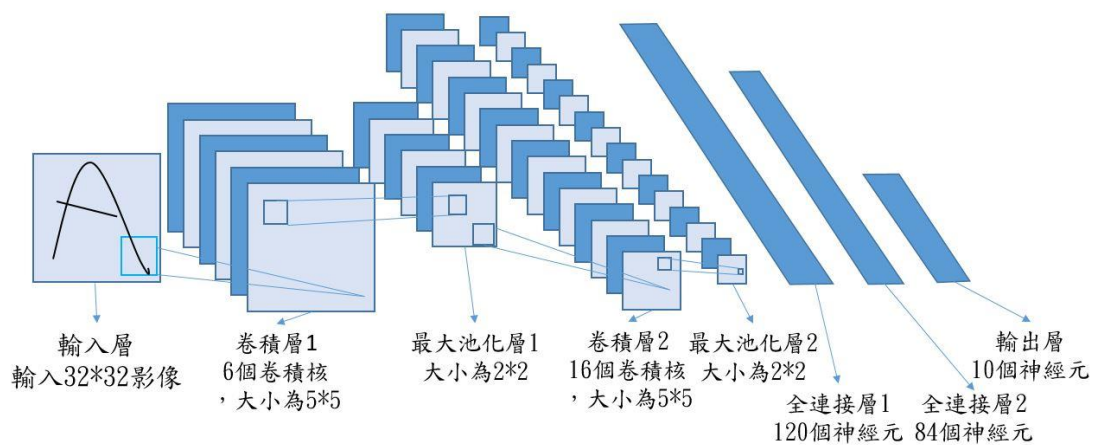 輸入層
輸入32*32影像
卷積層1
6個卷積核
，大小為5*5
最大池化層1
大小為2*2
卷積層2
16個卷積核
，大小為5*5
最大池化層2
大小為2*2
全連接層1
120個神經元
全連接層2
84個神經元
輸出層
10個神經元